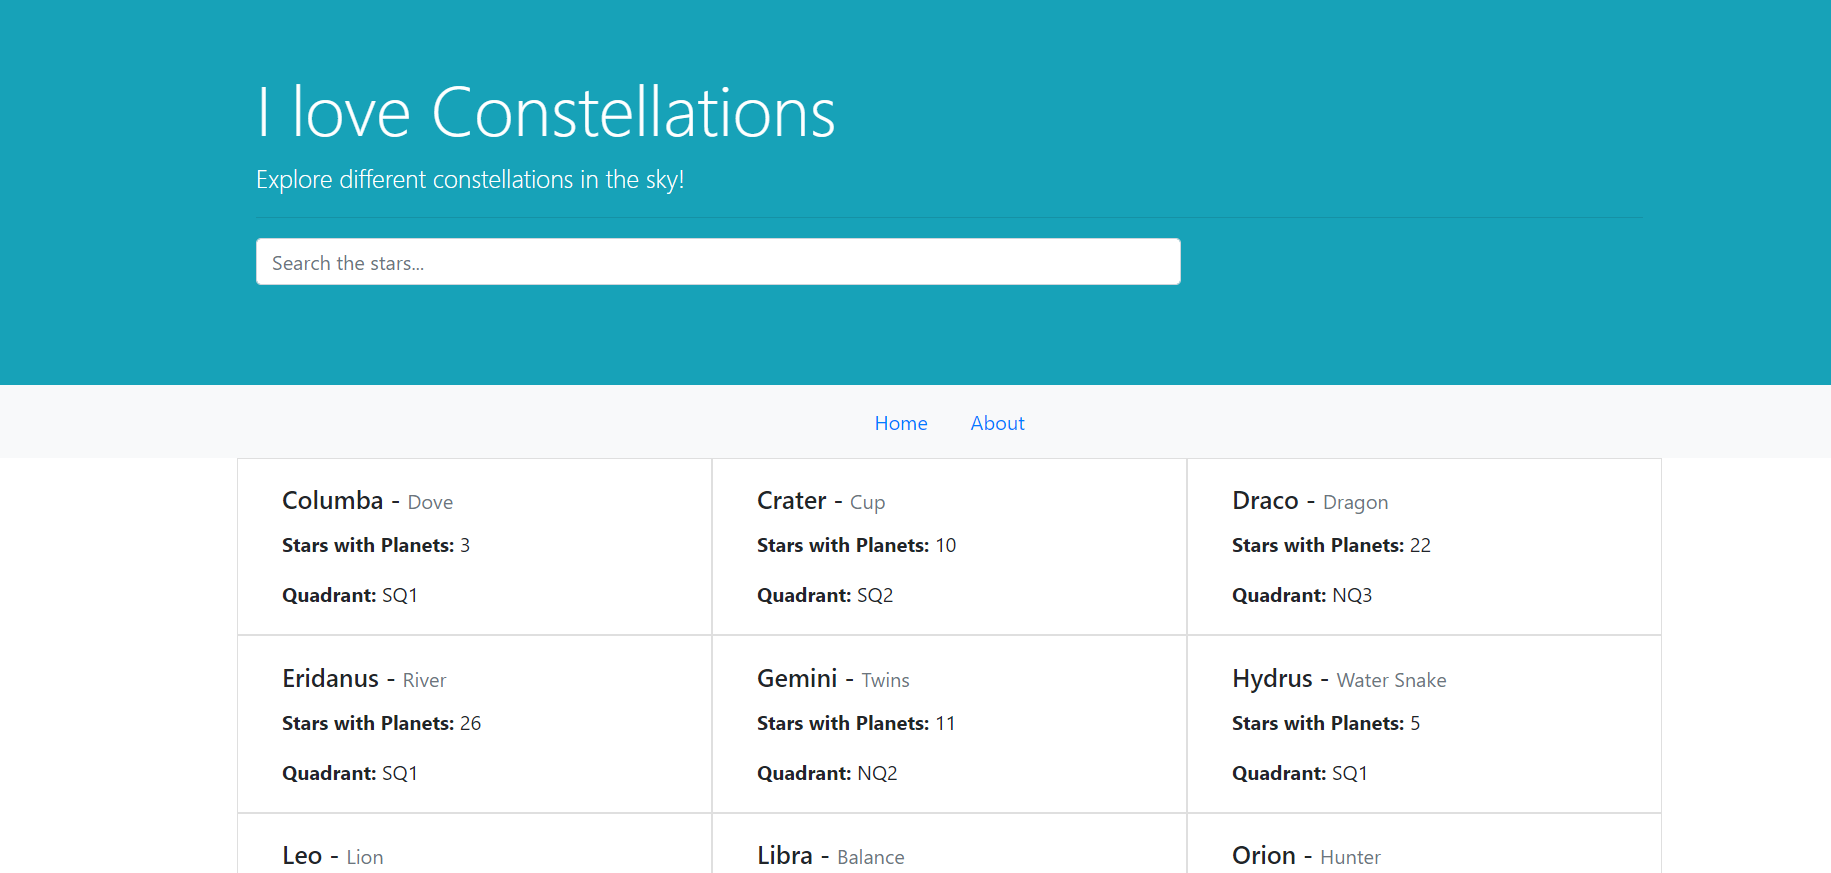 I love Constellations
Explore different constellations in the sky!
Search the stars...
Home About
Columba - Dove
Stars with Planets: 3
Quadrant: SQ1
Crater - Cup
Stars with Planets: 10
Quadrant: SQ2
Draco - Dragon
Stars with Planets: 22
Quadrant: NQ3
Eridanus - River
Stars with Planets: 26
Quadrant: SQ1
Gemini - Twins
Stars with Planets: 11
Quadrant: NQ2
Hydrus - Water Snake
Stars with Planets: 5
Quadrant: SQ1
Leo - Lion
Libra - Balance
Orion - Hunter